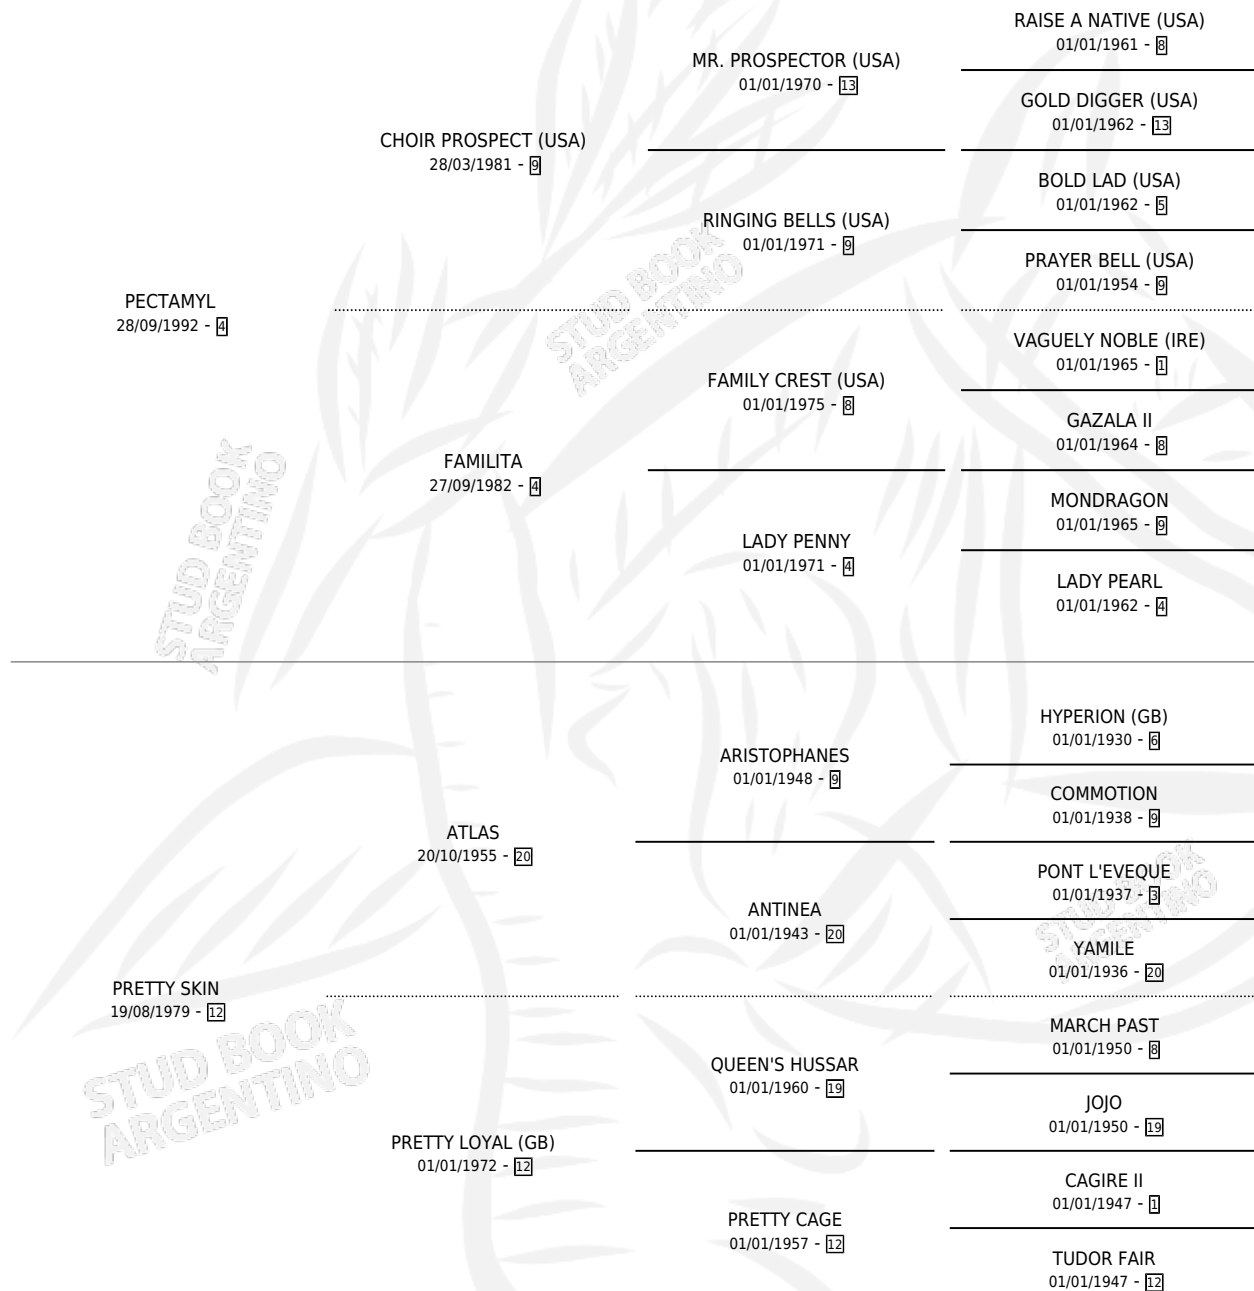 RAISE A NATIVE (USA)
01/01/1961 - 8
MR. PROSPECTOR (USA)
01/01/1970 - 13
GOLD DIGGER (USA)
01/01/1962 - 13
CHOIR PROSPECT (USA)
28/03/1981 - 9
BOLD LAD (USA)
01/01/1962 - 5
RINGING BELLS (USA)
01/01/1971 - 9
PRAYER BELL (USA)
01/01/1954 - 9
PECTAMYL
28/09/1992 - 4
VAGUELY NOBLE (IRE)
01/01/1965 - 1
FAMILY CREST (USA)
01/01/1975 - 8
GAZALA II
01/01/1964 - 8
FAMILITA
27/09/1982 - 4
MONDRAGON
01/01/1965 - 9
LADY PENNY
01/01/1971 - 4
LADY PEARL
01/01/1962 - 4
HYPERION (GB)
01/01/1930 - 6
ARISTOPHANES
01/01/1948 - 9
COMMOTION
01/01/1938 - 9
ATLAS
20/10/1955 - 20
PONT L'EVEQUE
01/01/1937 - 3
ANTINEA
01/01/1943 - 20
YAMILE
01/01/1936 - 20
PRETTY SKIN
19/08/1979 - 12
MARCH PAST
01/01/1950 - 8
QUEEN'S HUSSAR
01/01/1960 - 19
JOJO
01/01/1950 - 19
PRETTY LOYAL (GB)
01/01/1972 - 12
CAGIRE II
01/01/1947 - 1
PRETTY CAGE
01/01/1957 - 12
TUDOR FAIR
01/01/1947 - 12
STUD BOOK
ARGENTINO
STUD BOOK
ARGENTINO
STUD BOOK
ARGENTINO
STUD BOOK
ARGENTINO